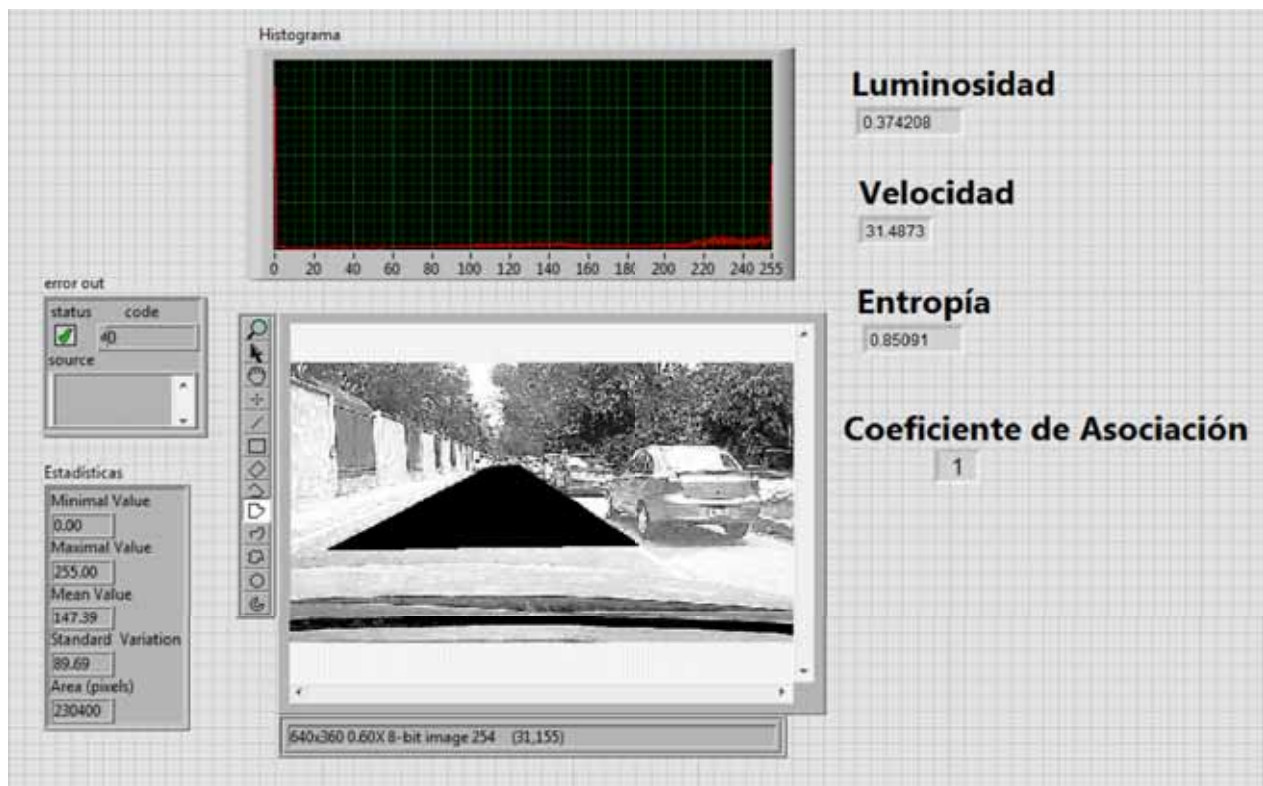 Histograma
0 20 40 60 80 100 120 140 160 180 200 220 240 255
Luminosidad
0.374208
Velocidad
31.4873
Entropía
0.85091
Coeficiente de Asociación
1
error out
status code
source
Estadísticas
Minimal Value
0.00
Maximal Value
255.00
Mean Value
147.39
Standard Variation
89.69
Area (pixels)
230400
640x360 0.60X 8-bit image 254 (31,155)